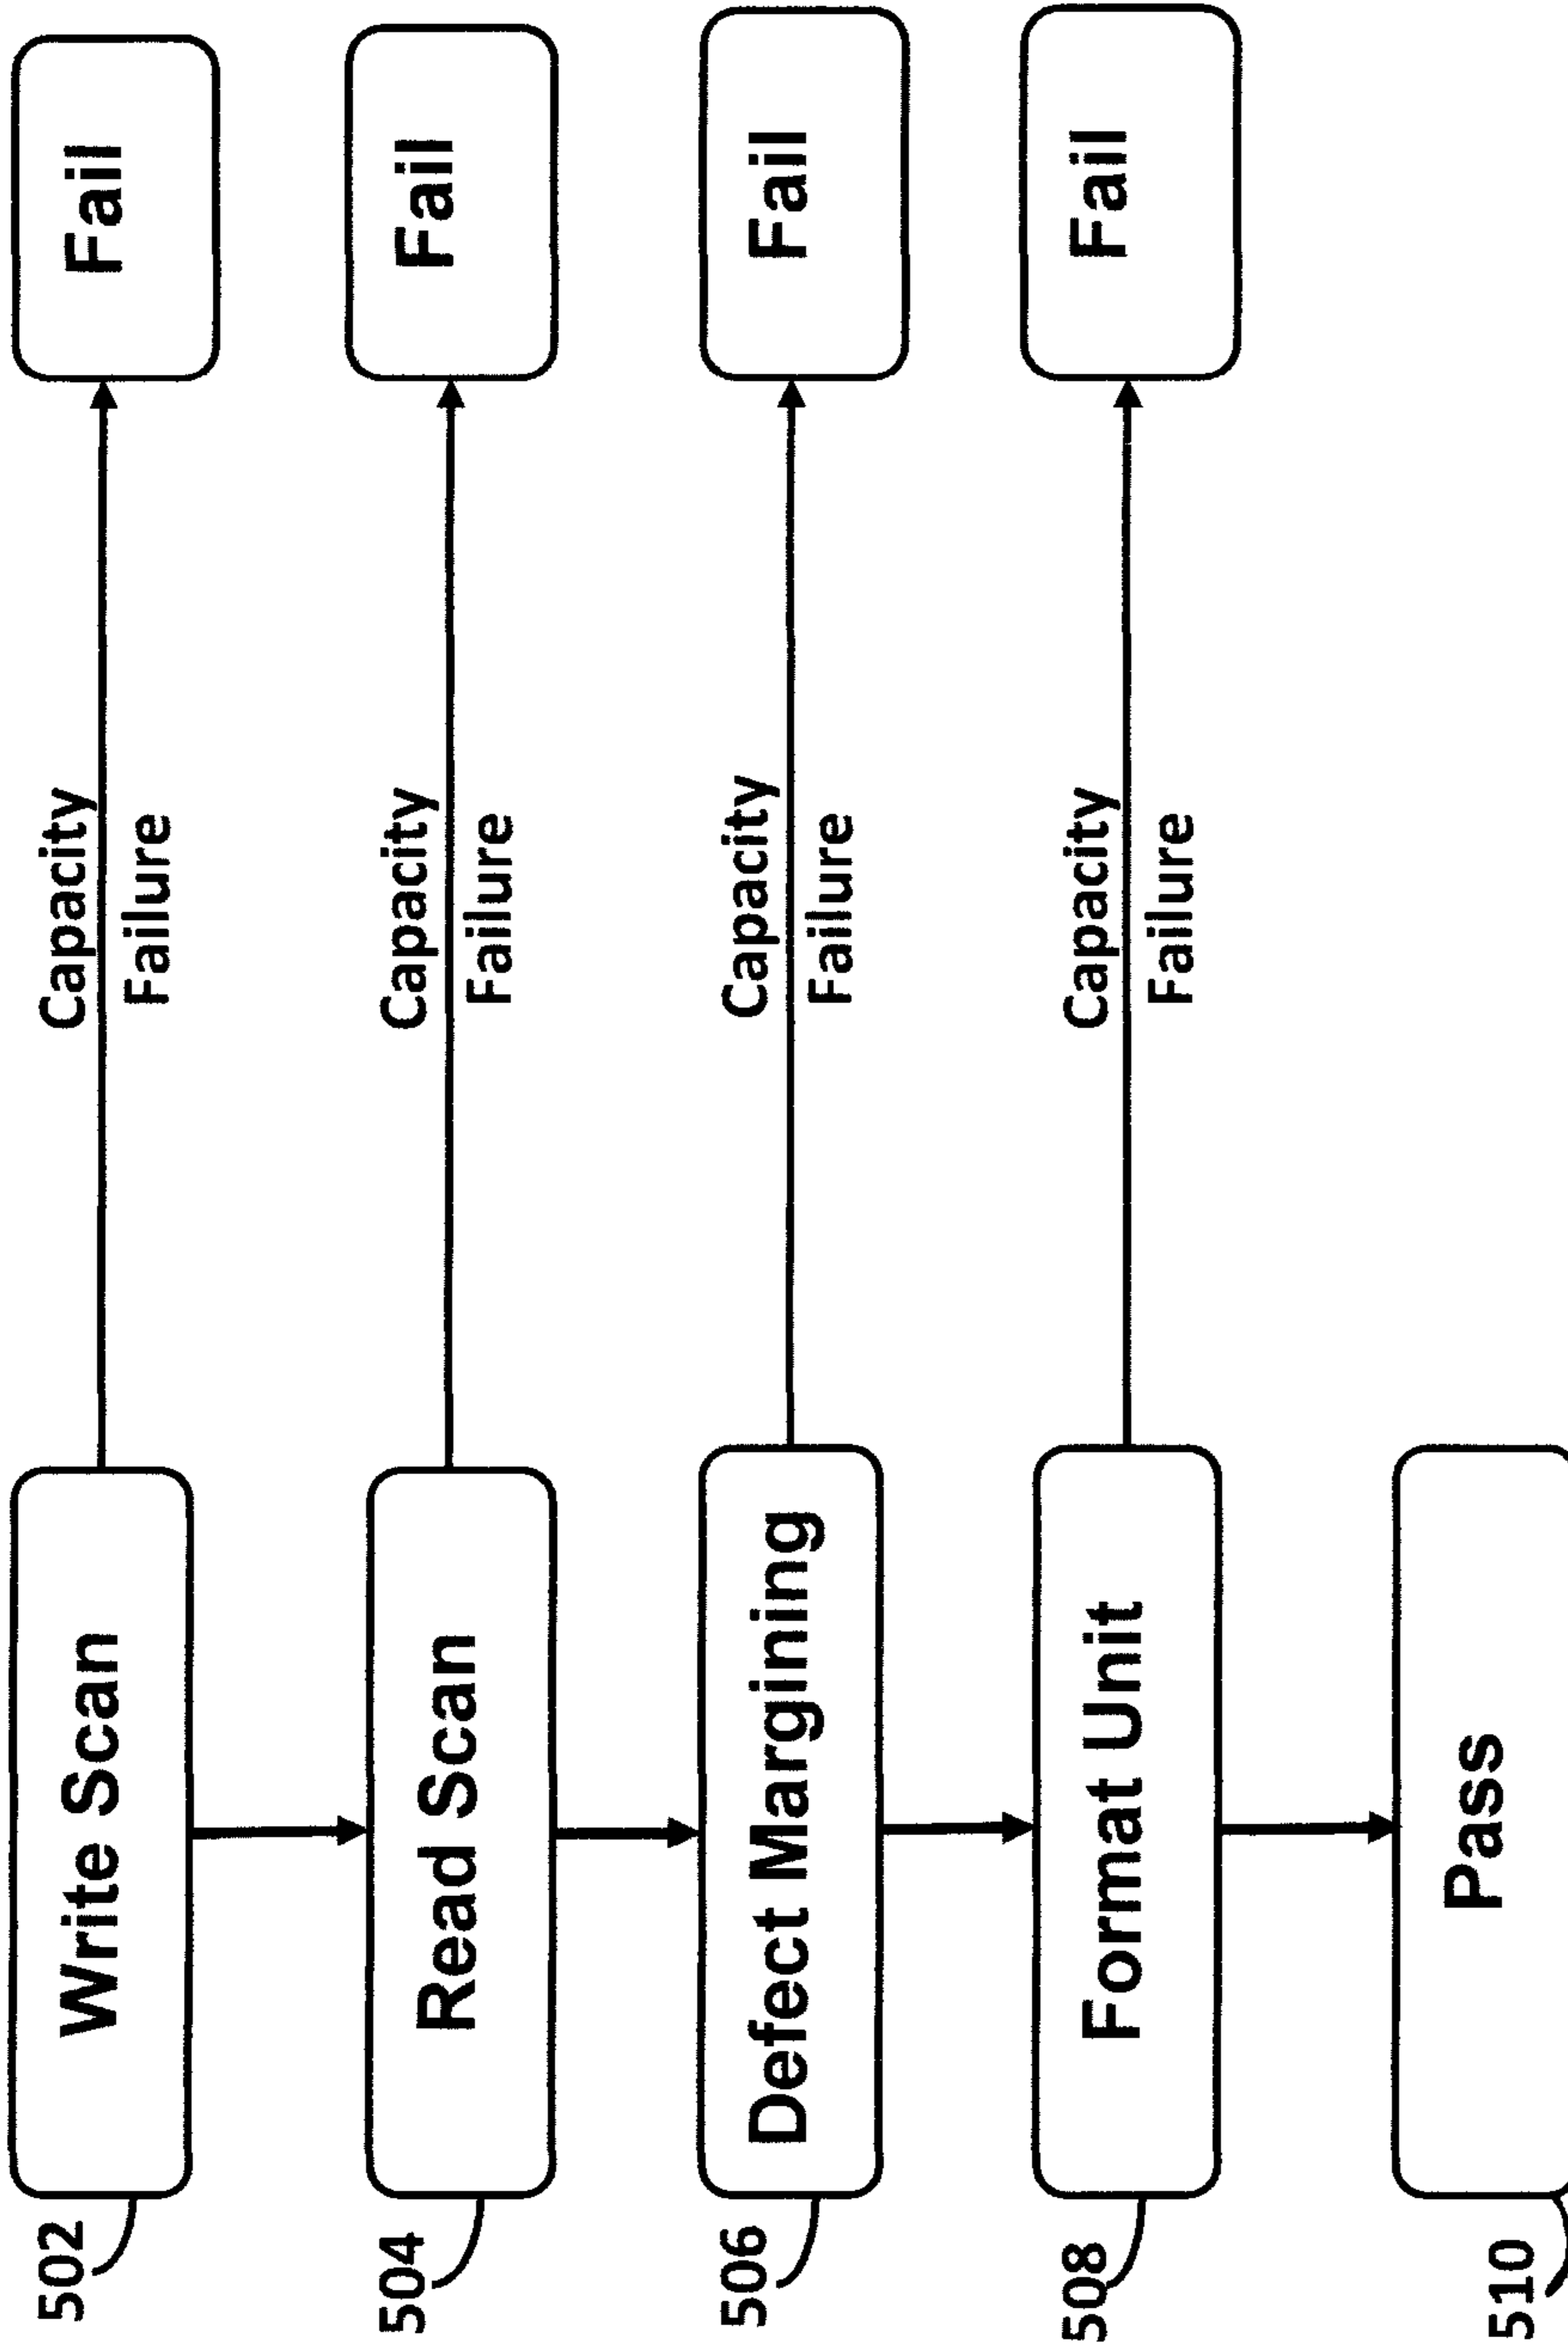 502
Write Scan
Capacity
Failure
Fail
504
Read Scan
Capacity
Failure
Fail
506
Defect Margining
Capacity
Failure
Fail
508
Format Unit
Capacity
Failure
Fail
510
Pass